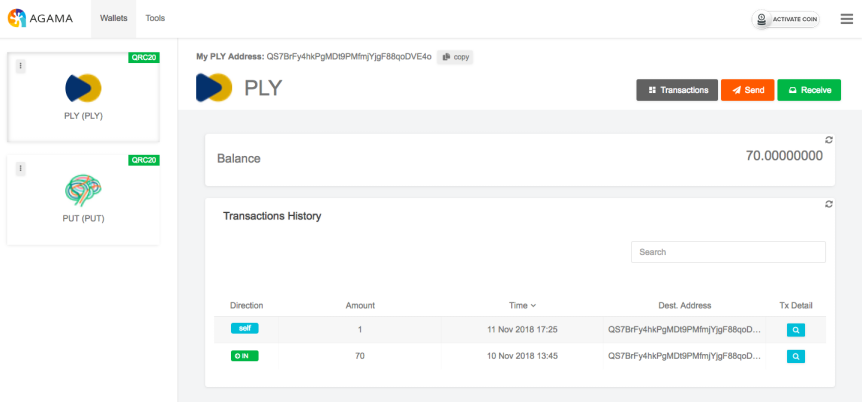 AGAMA Wallets Tools ACTIVATE COIN
QRC20
PLY (PLY)
QRC20
PUT (PUT)
My PLY Address: QS7BrFy4hkPgMDt9PMfmjYjgF88qoDVE4o copy
PLY
Transactions Send Receive
Balance 70.00000000
Transactions History
Search
Direction Amount Time Dest. Address Tx Detail
self 1 11 Nov 2018 17:25 QS7BrFy4hkPgMDt9PMfmjYjgF88qoD...
IN 70 10 Nov 2018 13:45 QS7BrFy4hkPgMDt9PMfmjYjgF88qoD...